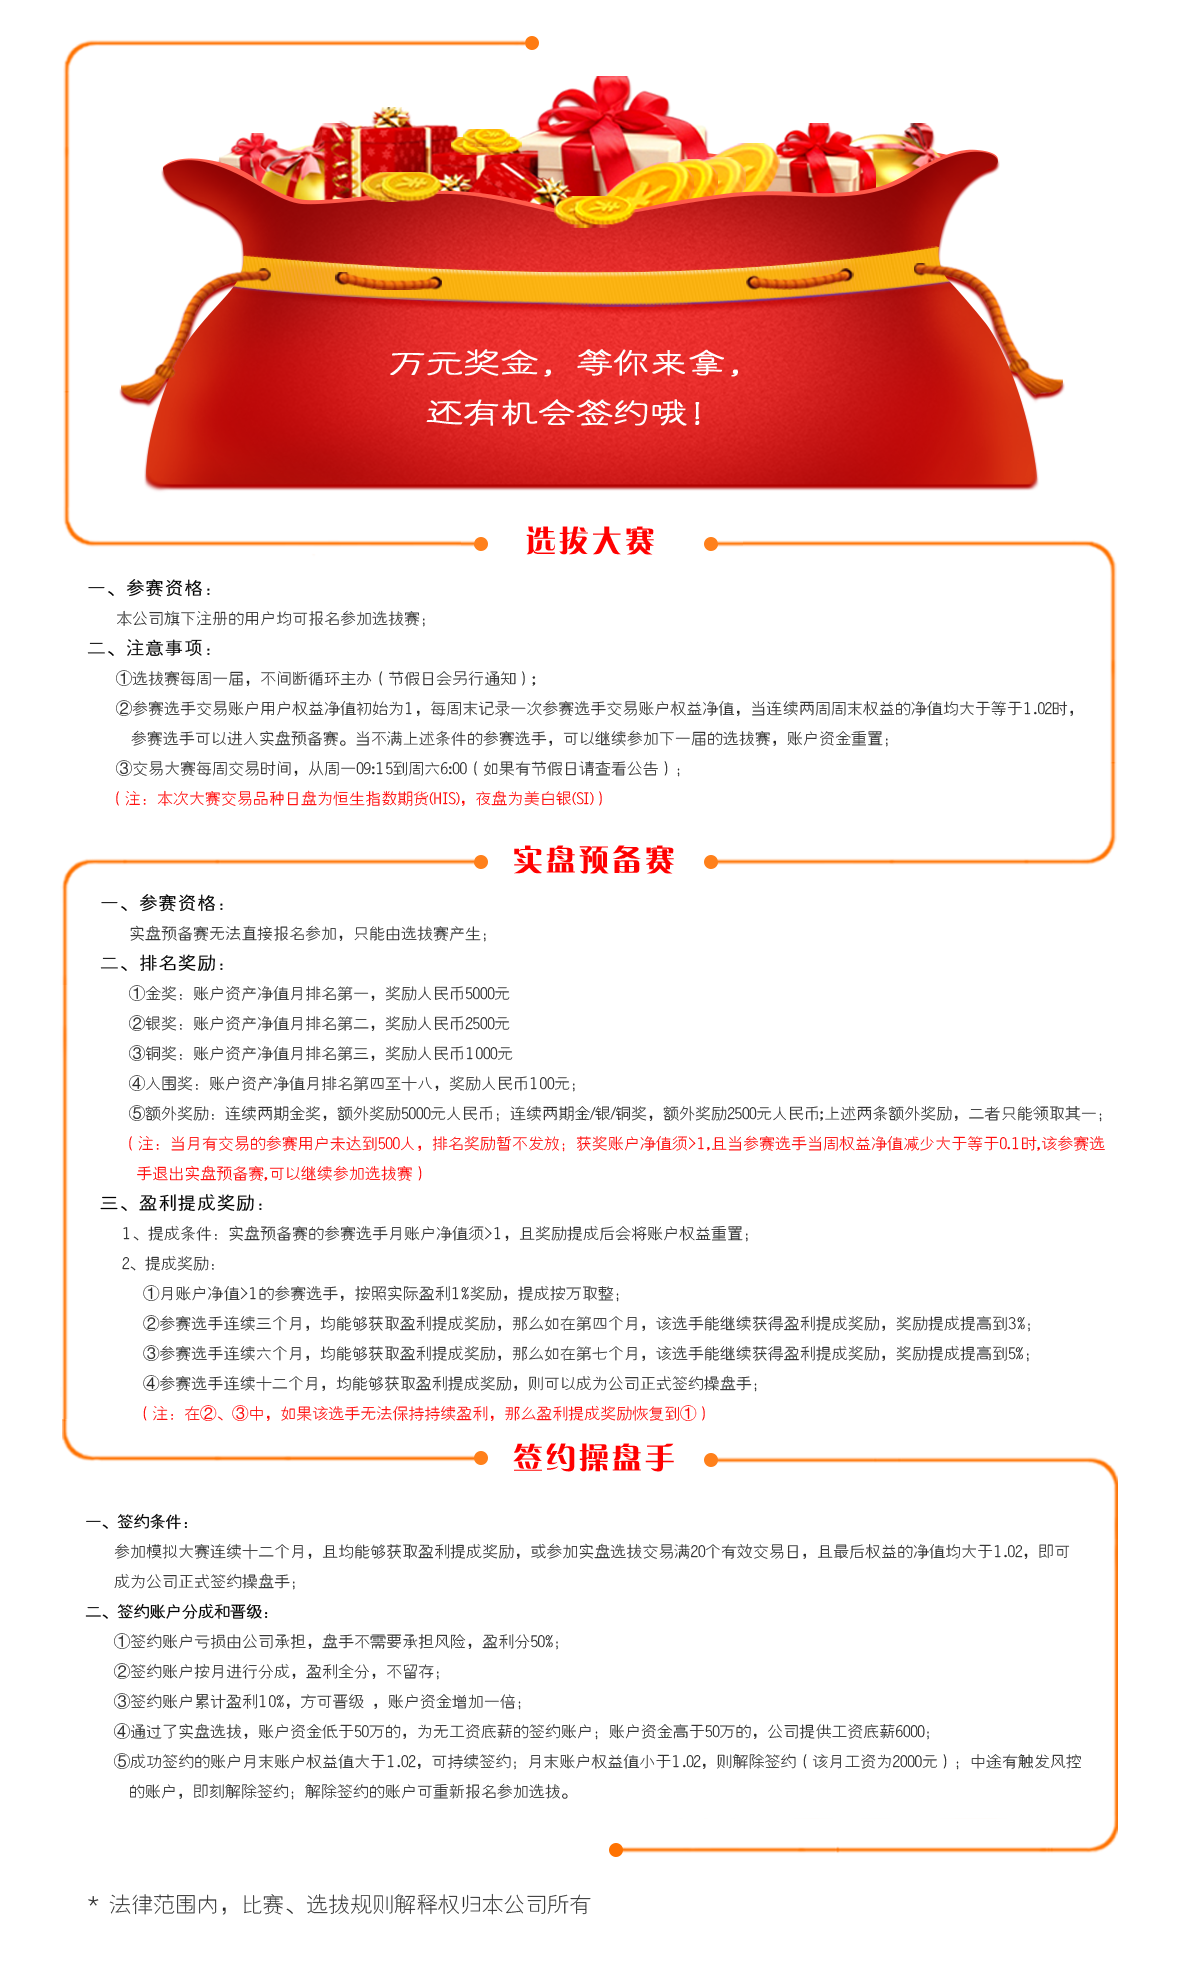 万元奖金，等你来拿，
还有机会签约哦！
选拔大赛
一、参赛资格：
本公司旗下注册的用户均可报名参加选拔赛；
二、注意事项：
①选拔赛每周一届，不间断循环主办（节假日会另行通知）；
②参赛选手交易账户用户权益净值初始为1，每周末记录一次参赛选手交易账户权益净值，当连续两周周末权益的净值均大于等于1.02时，
参赛选手可以进入实盘预备赛。当不满上述条件的参赛选手，可以继续参加下一届的选拔赛，账户资金重置；
③交易大赛每周交易时间，从周一09:15到周六6:00（如果有节假日请查看公告）；
（注：本次大赛交易品种日盘为恒生指数期货(HIS)，夜盘为美白银(SI)）
实盘预备赛
一、参赛资格：
实盘预备赛无法直接报名参加，只能由选拔赛产生；
二、排名奖励：
①金奖：账户资产净值月排名第一，奖励人民币5000元
②银奖：账户资产净值月排名第二，奖励人民币2500元
③铜奖：账户资产净值月排名第三，奖励人民币1000元
④入围奖：账户资产净值月排名第四至十八，奖励人民币100元；
⑤额外奖励：连续两期金奖，额外奖励5000元人民币；连续两期金/银/铜奖，额外奖励2500元人民币;上述两条额外奖励，二者只能领取其一；
（注：当月有交易的参赛用户未达到500人，排名奖励暂不发放；获奖账户净值须>1,且当参赛选手当周权益净值减少大于等于0.1时,该参赛选
手退出实盘预备赛,可以继续参加选拔赛）
三、盈利提成奖励：
1、提成条件：实盘预备赛的参赛选手月账户净值须>1，且奖励提成后会将账户权益重置；
2、提成奖励：
①月账户净值>1的参赛选手，按照实际盈利1%奖励，提成按万取整；
②参赛选手连续三个月，均能够获取盈利提成奖励，那么如在第四个月，该选手能继续获得盈利提成奖励，奖励提成提高到3%；
③参赛选手连续六个月，均能够获取盈利提成奖励，那么如在第七个月，该选手能继续获得盈利提成奖励，奖励提成提高到5%；
④参赛选手连续十二个月，均能够获取盈利提成奖励，则可以成为公司正式签约操盘手；
（注：在②、③中，如果该选手无法保持持续盈利，那么盈利提成奖励恢复到①）
签约操盘手
一、签约条件：
参加模拟大赛连续十二个月，且均能够获取盈利提成奖励，或参加实盘选拔交易满20个有效交易日，且最后权益的净值均大于1.02，即可
成为公司正式签约操盘手；
二、签约账户分成和晋级：
①签约账户亏损由公司承担，盘手不需要承担风险，盈利分50%；
②签约账户按月进行分成，盈利全分，不留存；
③签约账户累计盈利10%，方可晋级 ，账户资金增加一倍；
④通过了实盘选拔，账户资金低于50万的，为无工资底薪的签约账户；账户资金高于50万的，公司提供工资底薪6000；
⑤成功签约的账户月末账户权益值大于1.02，可持续签约；月末账户权益值小于1.02，则解除签约（该月工资为2000元）；中途有触发风控
的账户，即刻解除签约；解除签约的账户可重新报名参加选拔。
* 法律范围内，比赛、选拔规则解释权归本公司所有